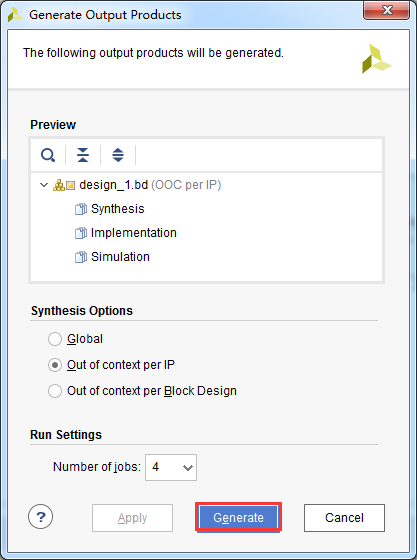 Generate Output Products
The following output products will be generated.
Preview
design_1.bd (OOC per IP)
Synthesis
Implementation
Simulation
Synthesis Options
Global
Out of context per IP
Out of context per Block Design
Run Settings
Number of jobs: 4
? Apply Generate Cancel